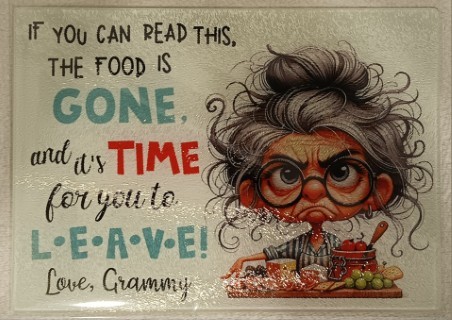 IF YOU CAN READ THIS,
THE FOOD IS
GONE,
and it's TIME
for you to
L•E•A•V•E!
Love, Grammy